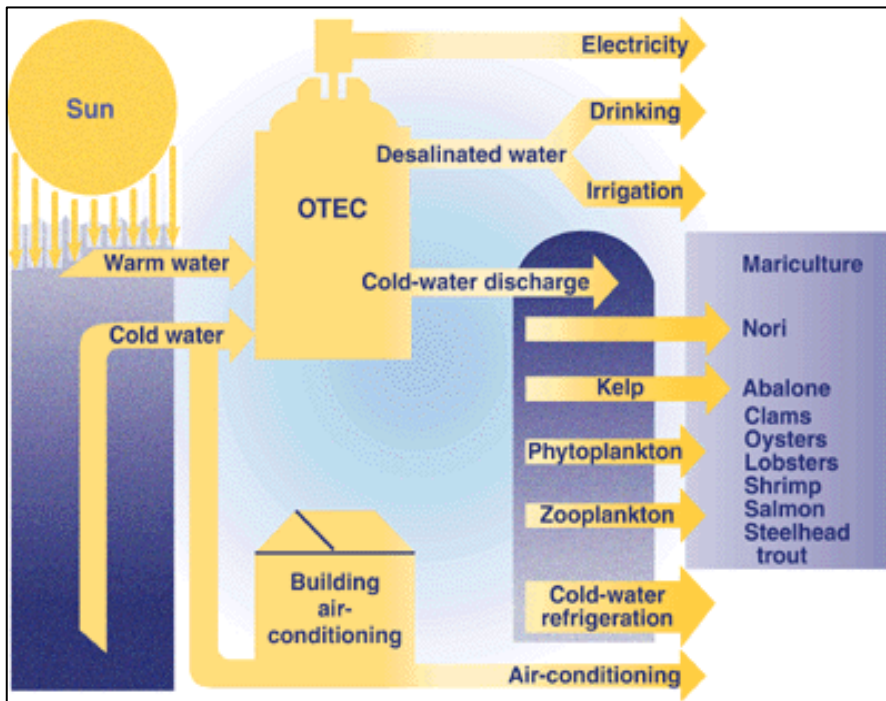 Sun
Electricity
Drinking
Desalinated water
Irrigation
OTEC
Warm water
Cold water
Cold-water discharge
Mariculture
Nori
Kelp
Abalone
Clams
Oysters
Lobsters
Shrimp
Salmon
Steelhead
trout
Phytoplankton
Zooplankton
Cold-water
refrigeration
Building
air-
conditioning
Air-conditioning